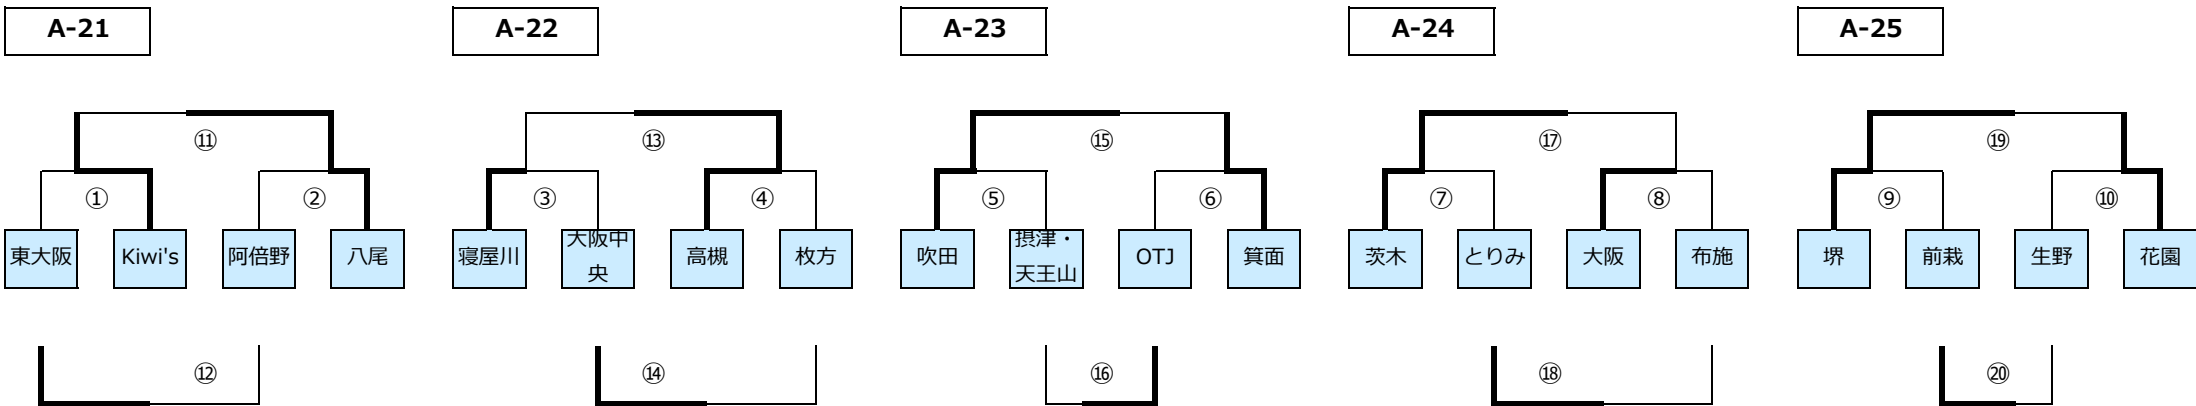 A-21
A-22
A-23
A-24
A-25
⑪
⑬
⑮
⑰
⑲
①
②
③
④
⑤
⑥
⑦
⑧
⑨
⑩
東大阪
Kiwi's
阿倍野
八尾
寝屋川
大阪中
央
高槻
枚方
吹田
摂津・
天王山
OTJ
箕面
茨木
とりみ
大阪
布施
堺
前栽
生野
花園
⑫
⑭
⑯
⑱
⑳